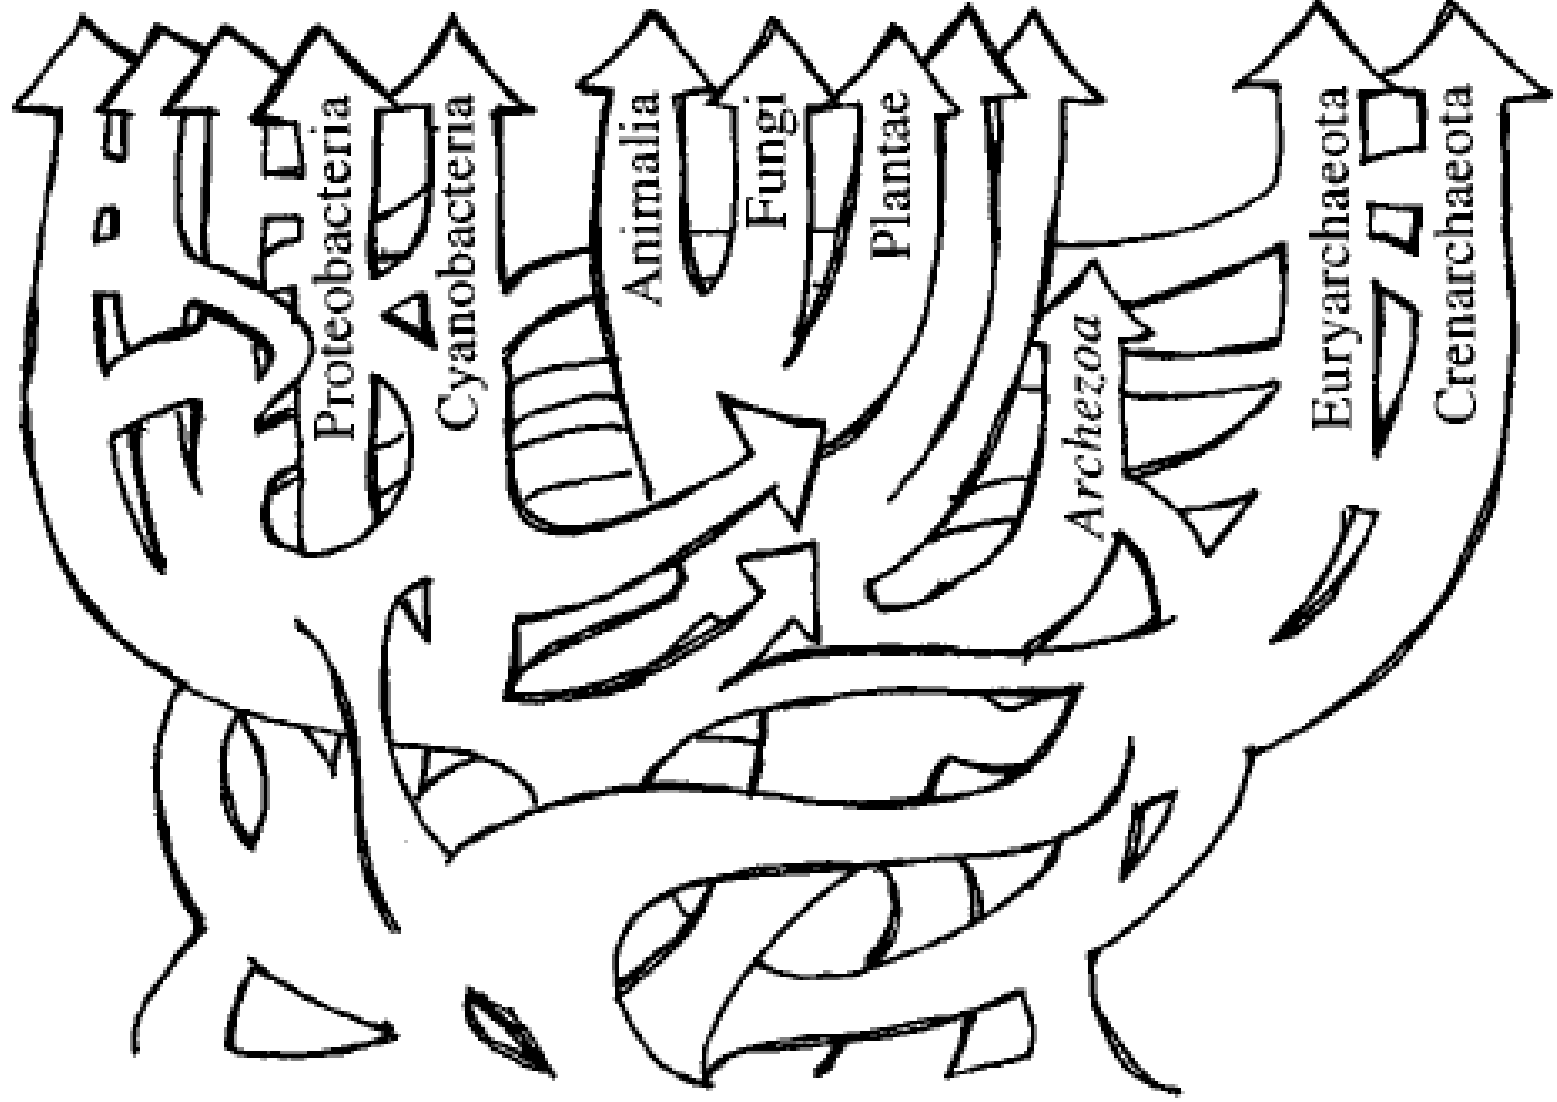 Proteobacteria
Cyanobacteria
Animalia
Fungi
Plantae
Archezoa
Euryarchaeota
Crenarchaeota